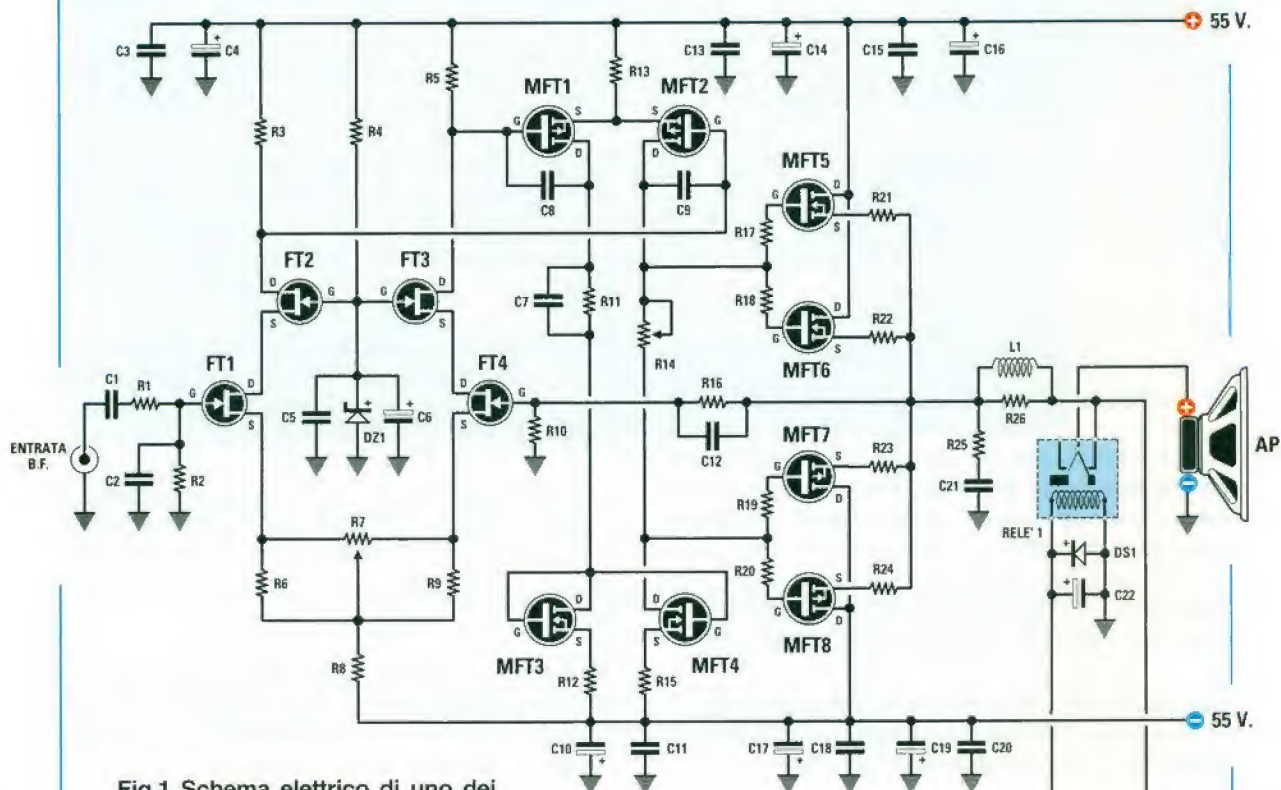 55 V.
C3
C4
R3
R4
R5
R13
C13
C14
C15
C16
MFT1
MFT2
G
S
D
S
D
G
C8
C9
MFT5
G
D
S
R21
R17
R18
FT2
FT3
D
G
S
D
S
C7
R11
R14
G
D
S
R22
MFT6
L1
FT1
FT4
C1
R1
G
D
S
D
G
S
ENTRATA
B.F.
C2
R2
C5
DZ1
C6
R10
R16
C12
MFT7
G
S
D
R23
R19
R20
R25
R26
C21
AP
RELE' 1
DS1
C22
R7
R6
R9
R8
G
D
S
MFT3
R12
D
S
G
MFT4
R15
G
S
D
R24
MFT8
55 V.
C10
C11
C17
C18
C19
C20
Fig.1 Schema elettrico di uno dei